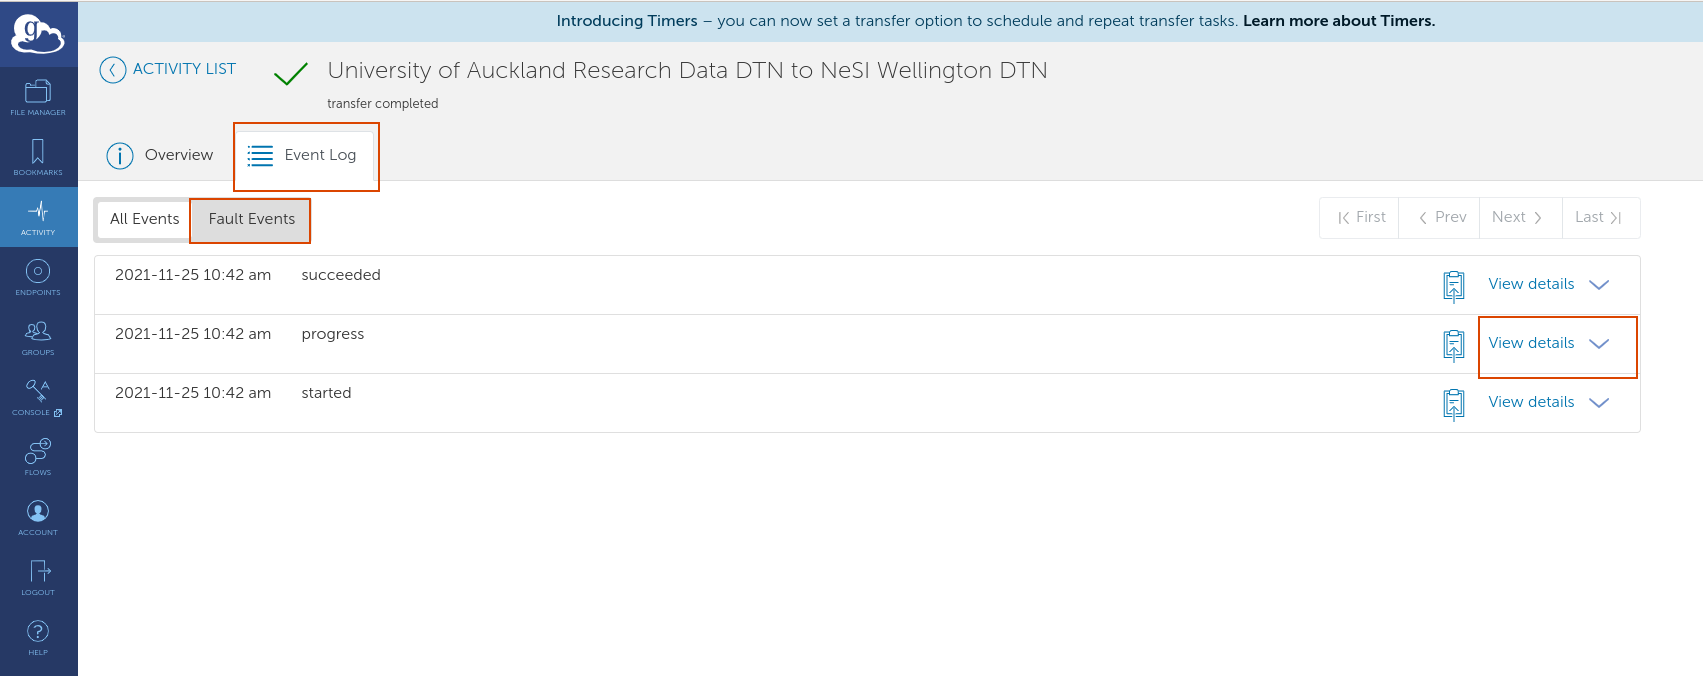 Introducing Timers – you can now set a transfer option to schedule and repeat transfer tasks. Learn more about Timers.
g
ACTIVITY LIST
University of Auckland Research Data DTN to NeSI Wellington DTN
transfer completed
Overview
Event Log
All Events
Fault Events
First
Prev
Next
Last
2021-11-25 10:42 am succeeded View details
2021-11-25 10:42 am progress View details
2021-11-25 10:42 am started View details
FILE MANAGER
BOOKMARKS
ACTIVITY
ENDPOINTS
GROUPS
CONSOLE
FLOWS
ACCOUNT
LOGOUT
HELP